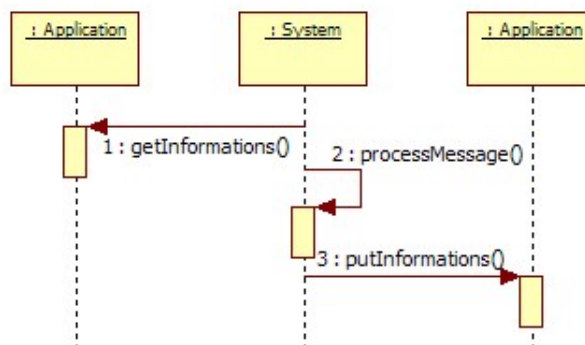 : Application
: System
: Application
1 : getInformations()
2 : processMessage()
3 : putInformations()